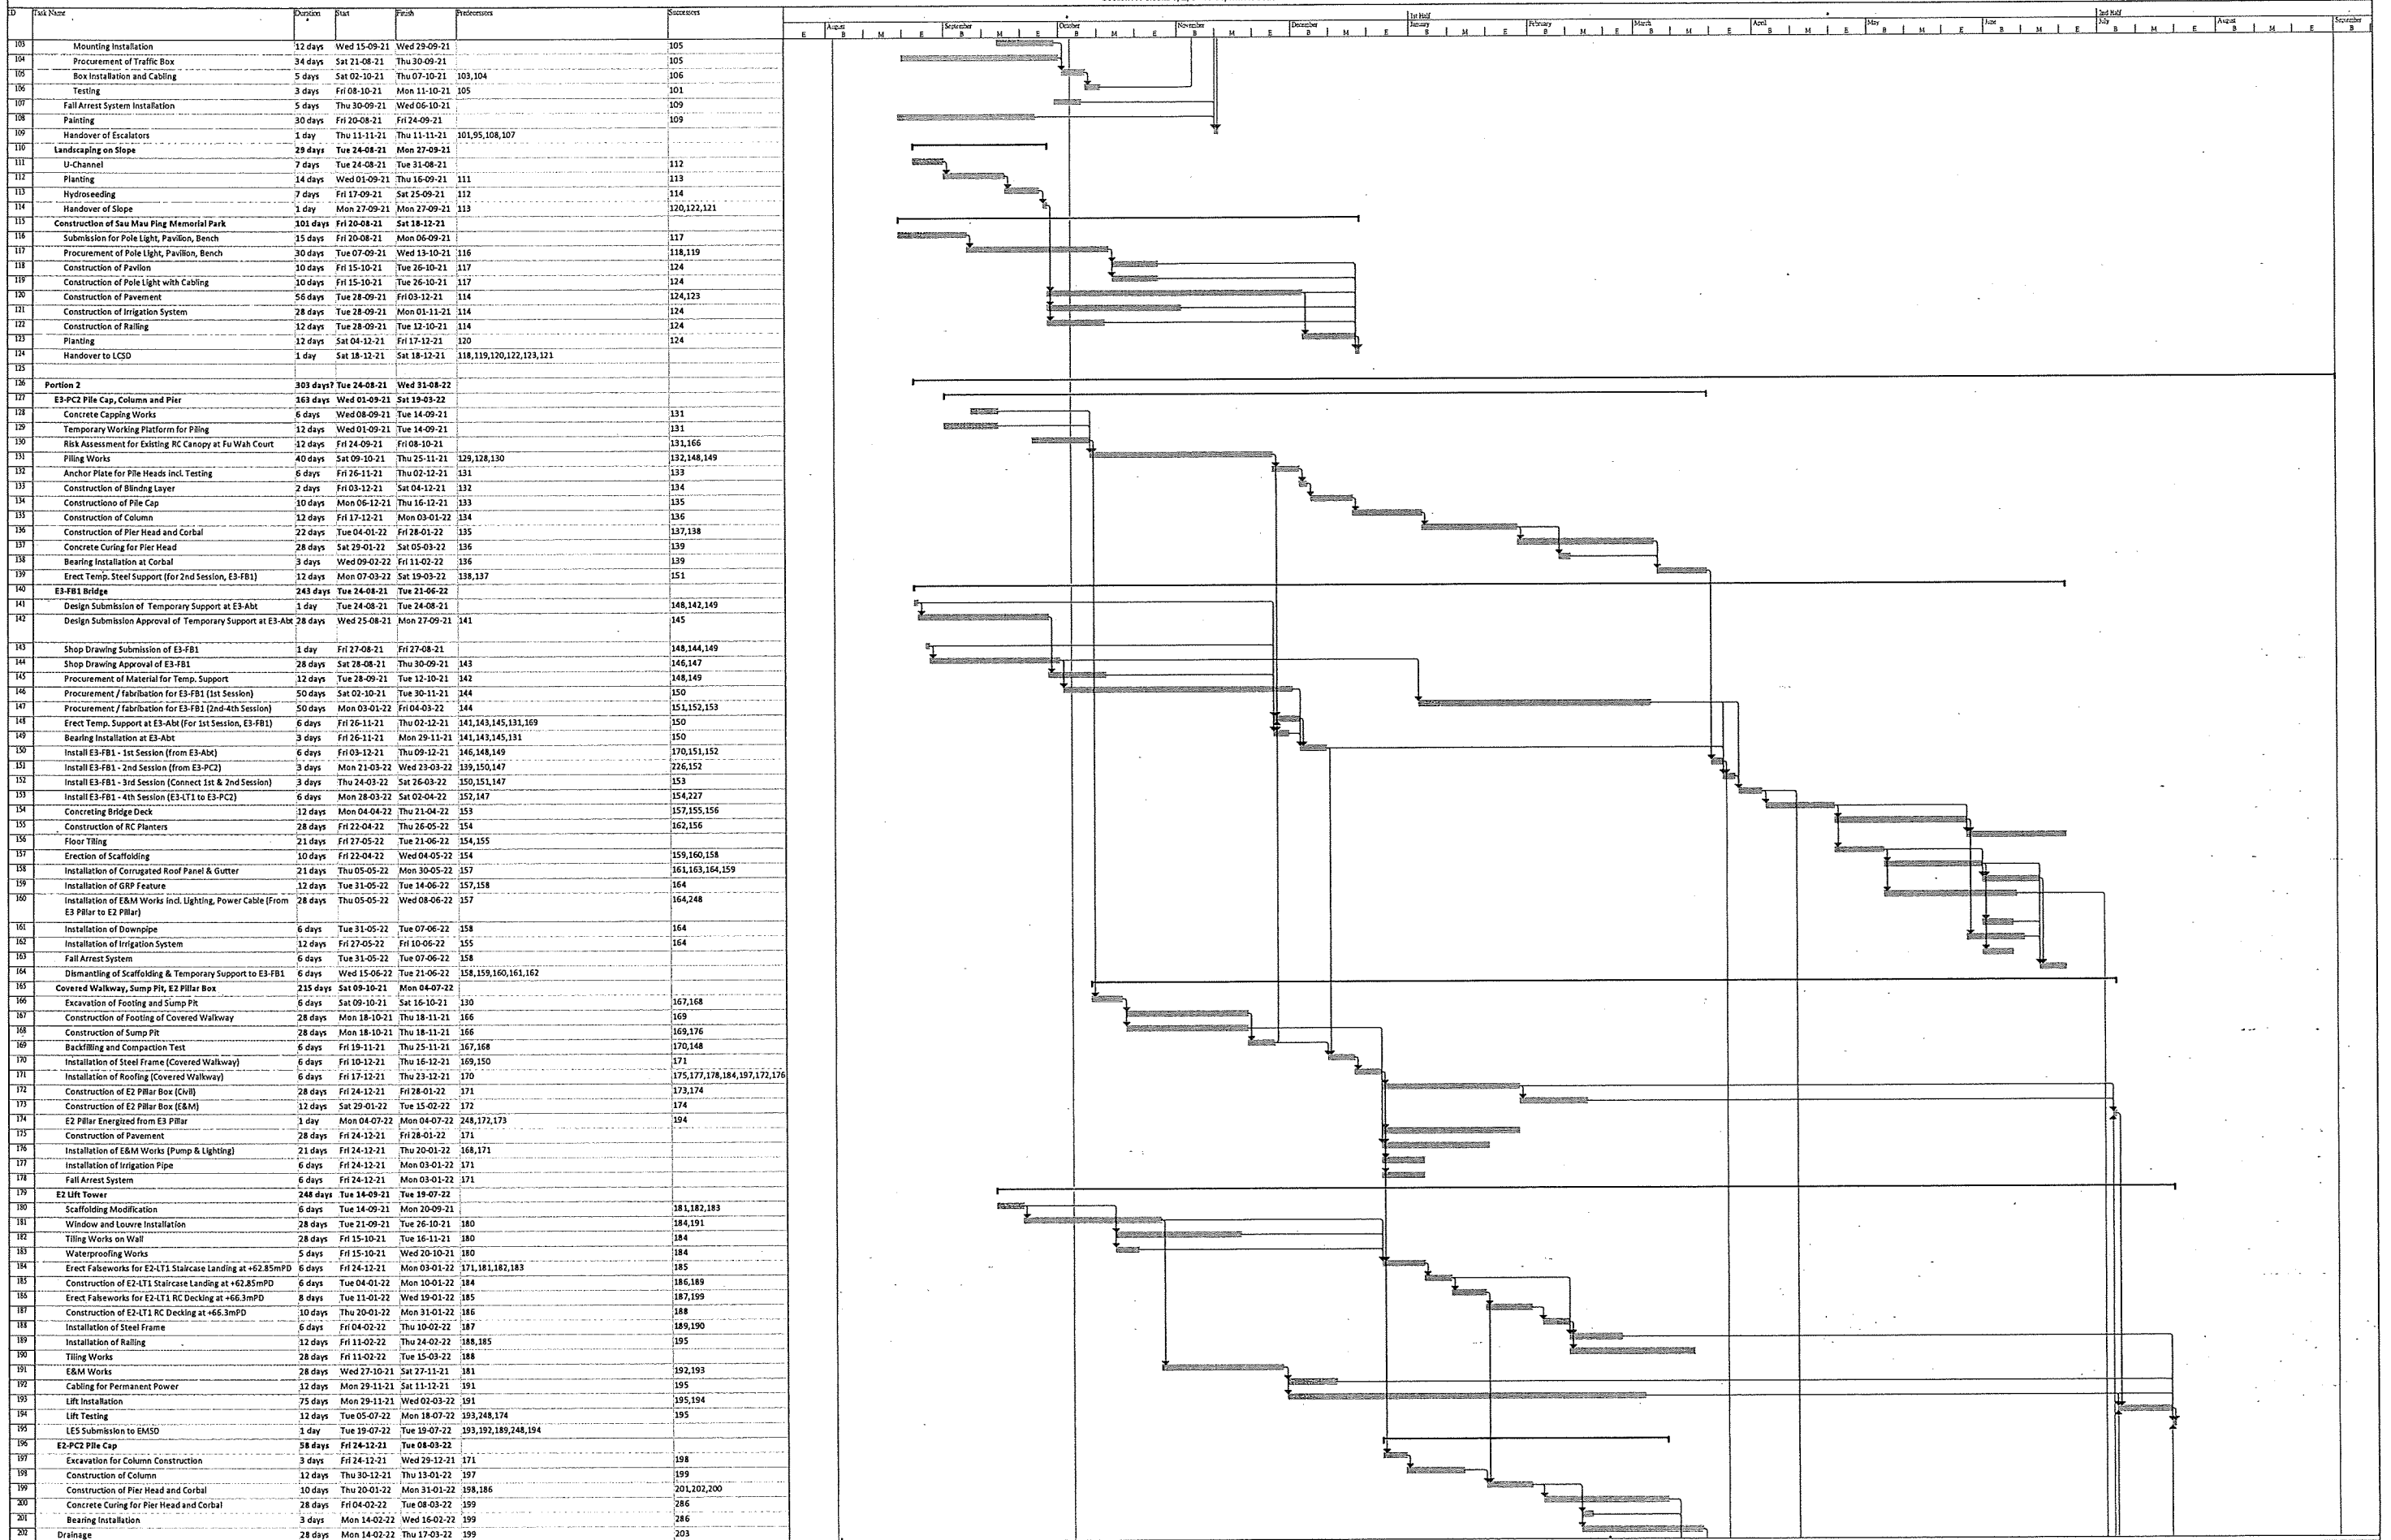 ID Task Name Duration Start Finish Predecessors Successors
1st Half 2nd Half
August September October November December January February March April May June July August September
E B M E B M E B M E B M E B M E B M E B M E B M E B M E B M E B M E B M E B M E B
103 Mounting Installation 12 days Wed 15-09-21 Wed 29-09-21 105
104 Procurement of Traffic Box 34 days Sat 21-08-21 Thu 30-09-21 105
105 Box Installation and Cabling 5 days Sat 02-10-21 Thu 07-10-21 103,104 106
106 Testing 3 days Fri 08-10-21 Mon 11-10-21 105 101
107 Fall Arrest System Installation 5 days Thu 30-09-21 Wed 06-10-21 109
108 Painting 30 days Fri 20-08-21 Fri 24-09-21 109
109 Handover of Escalators 1 day Thu 11-11-21 Thu 11-11-21 101,95,108,107
110 Landscaping on Slope 29 days Tue 24-08-21 Mon 27-09-21
111 U-Channel 7 days Tue 24-08-21 Tue 31-08-21 112
112 Planting 14 days Wed 01-09-21 Thu 16-09-21 111 113
113 Hydroseeding 7 days Fri 17-09-21 Sat 25-09-21 112 114
114 Handover of Slope 1 day Mon 27-09-21 Mon 27-09-21 113 120,122,121
115 Construction of Sau Mau Ping Memorial Park 101 days Fri 20-08-21 Sat 18-12-21
116 Submission for Pole Light, Pavilion, Bench 15 days Fri 20-08-21 Mon 06-09-21 117
117 Procurement of Pole Light, Pavilion, Bench 30 days Tue 07-09-21 Wed 13-10-21 116 118,119
118 Construction of Pavlion 10 days Fri 15-10-21 Tue 26-10-21 117 124
119 Construction of Pole Light with Cabling 10 days Fri 15-10-21 Tue 26-10-21 117 124
120 Construction of Pavement 56 days Tue 28-09-21 Fri 03-12-21 114 124,123
121 Construction of Irrigation System 28 days Tue 28-09-21 Mon 01-11-21 114 124
122 Construction of Railing 12 days Tue 28-09-21 Tue 12-10-21 114 124
123 Planting 12 days Sat 04-12-21 Fri 17-12-21 120 124
124 Handover to LCSD 1 day Sat 18-12-21 Sat 18-12-21 118,119,120,122,123,121
125
126 Portion 2 303 days? Tue 24-08-21 Wed 31-08-22
127 E3-PC2 Pile Cap, Column and Pier 163 days Wed 01-09-21 Sat 19-03-22
128 Concrete Capping Works 6 days Wed 08-09-21 Tue 14-09-21 131
129 Temporary Working Platform for Piling 12 days Wed 01-09-21 Tue 14-09-21 131
130 Risk Assessment for Existing RC Canopy at Fu Wah Court 12 days Fri 24-09-21 Fri 08-10-21 131,166
131 Piling Works 40 days Sat 09-10-21 Thu 25-11-21 129,128,130 132,148,149
132 Anchor Plate for Pile Heads incl. Testing 6 days Fri 26-11-21 Thu 02-12-21 131 133
133 Construction of Blindng Layer 2 days Fri 03-12-21 Sat 04-12-21 132 134
134 Constructiono of Pile Cap 10 days Mon 06-12-21 Thu 16-12-21 133 135
135 Construction of Column 12 days Fri 17-12-21 Mon 03-01-22 134 136
136 Construction of Pier Head and Corbal 22 days Tue 04-01-22 Fri 28-01-22 135 137,138
137 Concrete Curing for Pier Head 28 days Sat 29-01-22 Sat 05-03-22 136 139
138 Bearing Installation at Corbal 3 days Wed 09-02-22 Fri 11-02-22 136 139
139 Erect Temp. Steel Support (for 2nd Session, E3-FB1) 12 days Mon 07-03-22 Sat 19-03-22 138,137 151
140 E3-FB1 Bridge 243 days Tue 24-08-21 Tue 21-06-22
141 Design Submission of Temporary Support at E3-Abt 1 day Tue 24-08-21 Tue 24-08-21 148,142,149
142 Design Submission Approval of Temporary Support at E3-Abt 28 days Wed 25-08-21 Mon 27-09-21 141 145
143 Shop Drawing Submission of E3-FB1 1 day Fri 27-08-21 Fri 27-08-21 148,144,149
144 Shop Drawing Approval of E3-FB1 28 days Sat 28-08-21 Thu 30-09-21 143 146,147
145 Procurement of Material for Temp. Support 12 days Tue 28-09-21 Tue 12-10-21 142 148,149
146 Procurement / fabribation for E3-FB1 (1st Session) 50 days Sat 02-10-21 Tue 30-11-21 144 150
147 Procurement / fabribation for E3-FB1 (2nd-4th Session) 50 days Mon 03-01-22 Fri 04-03-22 144 151,152,153
148 Erect Temp. Support at E3-Abt (For 1st Session, E3-FB1) 6 days Fri 26-11-21 Thu 02-12-21 141,143,145,131,169 150
149 Bearing Installation at E3-Abt 3 days Fri 26-11-21 Mon 29-11-21 141,143,145,131 150
150 Install E3-FB1 - 1st Session (from E3-Abt) 6 days Fri 03-12-21 Thu 09-12-21 146,148,149 170,151,152
151 Install E3-FB1 - 2nd Session (from E3-PC2) 3 days Mon 21-03-22 Wed 23-03-22 139,150,147 226,152
152 Install E3-FB1 - 3rd Session (Connect 1st & 2nd Session) 3 days Thu 24-03-22 Sat 26-03-22 150,151,147 153
153 Install E3-FB1 - 4th Session (E3-LT1 to E3-PC2) 6 days Mon 28-03-22 Sat 02-04-22 152,147 154,227
154 Concreting Bridge Deck 12 days Mon 04-04-22 Thu 21-04-22 153 157,155,156
155 Construction of RC Planters 28 days Fri 22-04-22 Thu 26-05-22 154 162,156
156 Floor Tiling 21 days Fri 27-05-22 Tue 21-06-22 154,155
157 Erection of Scaffolding 10 days Fri 22-04-22 Wed 04-05-22 154 159,160,158
158 Installation of Corrugated Roof Panel & Gutter 21 days Thu 05-05-22 Mon 30-05-22 157 161,163,164,159
159 Installation of GRP Feature 12 days Tue 31-05-22 Tue 14-06-22 157,158 164
160 Installation of E&M Works incl. Lighting, Power Cable (From 28 days Thu 05-05-22 Wed 08-06-22 157 164,248
E3 Pillar to E2 Pillar)
161 Installation of Downpipe 6 days Tue 31-05-22 Tue 07-06-22 158 164
162 Installation of Irrigation System 12 days Fri 27-05-22 Fri 10-06-22 155 164
163 Fall Arrest System 6 days Tue 31-05-22 Tue 07-06-22 158
164 Dismantling of Scaffolding & Temporary Support to E3-FB1 6 days Wed 15-06-22 Tue 21-06-22 158,159,160,161,162
165 Covered Walkway, Sump Pit, E2 Pillar Box 215 days Sat 09-10-21 Mon 04-07-22
166 Excavation of Footing and Sump Pit 6 days Sat 09-10-21 Sat 16-10-21 130 167,168
167 Construction of Footing of Covered Walkway 28 days Mon 18-10-21 Thu 18-11-21 166 169
168 Construction of Sump Pit 28 days Mon 18-10-21 Thu 18-11-21 166 169,176
169 Backfilling and Compaction Test 6 days Fri 19-11-21 Thu 25-11-21 167,168 170,148
170 Installation of Steel Frame (Covered Walkway) 6 days Fri 10-12-21 Thu 16-12-21 169,150 171
171 Installation of Roofing (Covered Walkway) 6 days Fri 17-12-21 Thu 23-12-21 170 175,177,178,184,197,172,176
172 Construction of E2 Pillar Box (Civil) 28 days Fri 24-12-21 Fri 28-01-22 171 173,174
173 Construction of E2 Pillar Box (E&M) 12 days Sat 29-01-22 Tue 15-02-22 172 174
174 E2 Pillar Energized from E3 Pillar 1 day Mon 04-07-22 Mon 04-07-22 248,172,173 194
175 Construction of Pavement 28 days Fri 24-12-21 Fri 28-01-22 171
176 Installation of E&M Works (Pump & Lighting) 21 days Fri 24-12-21 Thu 20-01-22 168,171
177 Installation of Irrigation Pipe 6 days Fri 24-12-21 Mon 03-01-22 171
178 Fall Arrest System 6 days Fri 24-12-21 Mon 03-01-22 171
179 E2 Lift Tower 248 days Tue 14-09-21 Tue 19-07-22
180 Scaffolding Modification 6 days Tue 14-09-21 Mon 20-09-21 181,182,183
181 Window and Louvre Installation 28 days Tue 21-09-21 Tue 26-10-21 180 184,191
182 Tiling Works on Wall 28 days Fri 15-10-21 Tue 16-11-21 180 184
183 Waterproofing Works 5 days Fri 15-10-21 Wed 20-10-21 180 184
184 Erect Falseworks for E2-LT1 Staircase Landing at +62.85mPD 6 days Fri 24-12-21 Mon 03-01-22 171,181,182,183 185
185 Construction of E2-LT1 Staircase Landing at +62.85mPD 6 days Tue 04-01-22 Mon 10-01-22 184 186,189
186 Erect Falseworks for E2-LT1 RC Decking at +66.3mPD 8 days Tue 11-01-22 Wed 19-01-22 185 187,199
187 Construction of E2-LT1 RC Decking at +66.3mPD 10 days Thu 20-01-22 Mon 31-01-22 186 188
188 Installation of Steel Frame 6 days Fri 04-02-22 Thu 10-02-22 187 189,190
189 Installation of Railing 12 days Fri 11-02-22 Thu 24-02-22 188,185 195
190 Tiling Works 28 days Fri 11-02-22 Tue 15-03-22 188
191 E&M Works 28 days Wed 27-10-21 Sat 27-11-21 181 192,193
192 Cabling for Permanent Power 12 days Mon 29-11-21 Sat 11-12-21 191 195
193 Lift Installation 75 days Mon 29-11-21 Wed 02-03-22 191 195,194
194 Lift Testing 12 days Tue 05-07-22 Mon 18-07-22 193,248,174 195
195 LE5 Submission to EMSD 1 day Tue 19-07-22 Tue 19-07-22 193,192,189,248,194
196 E2-PC2 Pile Cap 58 days Fri 24-12-21 Tue 08-03-22
197 Excavation for Column Construction 3 days Fri 24-12-21 Wed 29-12-21 171 198
198 Construction of Column 12 days Thu 30-12-21 Thu 13-01-22 197 199
199 Construction of Pier Head and Corbal 10 days Thu 20-01-22 Mon 31-01-22 198,186 201,202,200
200 Concrete Curing for Pier Head and Corbal 28 days Fri 04-02-22 Tue 08-03-22 199 286
201 Bearing Installation 3 days Mon 14-02-22 Wed 16-02-22 199 286
202 Drainage 28 days Mon 14-02-22 Thu 17-03-22 199 203